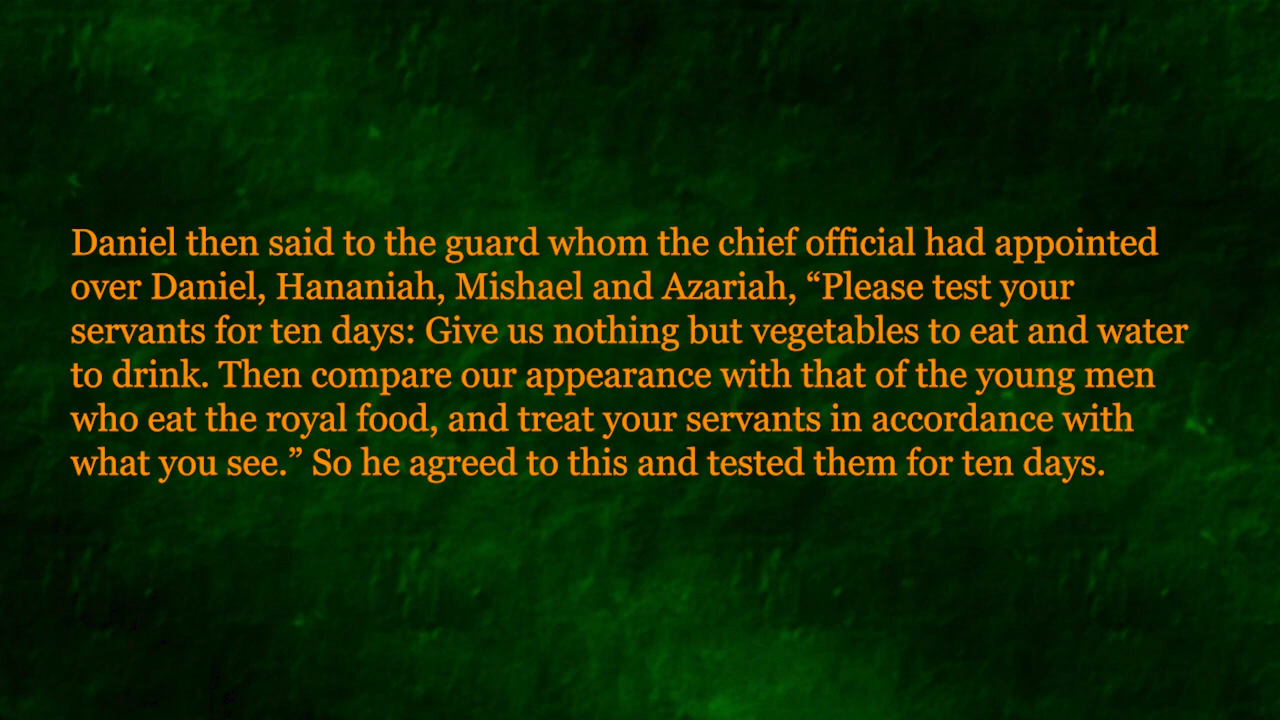 Daniel then said to the guard whom the chief official had appointed
over Daniel, Hananiah, Mishael and Azariah, “Please test your
servants for ten days: Give us nothing but vegetables to eat and water
to drink. Then compare our appearance with that of the young men
who eat the royal food, and treat your servants in accordance with
what you see.” So he agreed to this and tested them for ten days.